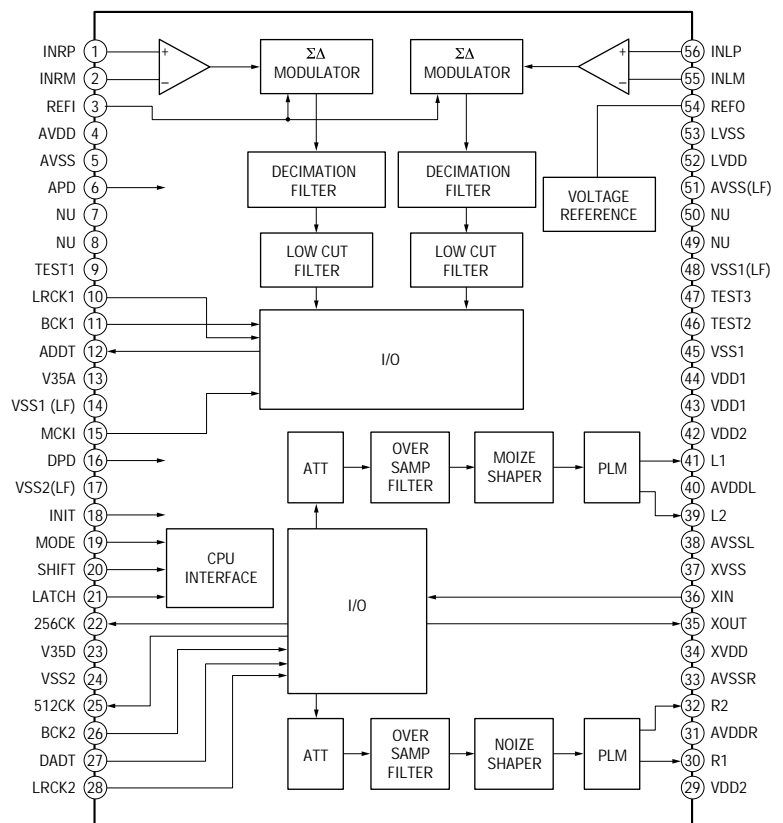 1 INRP
2 INRM
3 REFI
4 AVDD
5 AVSS
6 APD
7 NU
8 NU
9 TEST1
10 LRCK1
11 BCK1
12 ADDT
13 V35A
14 VSS1 (LF)
15 MCKI
16 DPD
17 VSS2(LF)
18 INIT
19 MODE
20 SHIFT
21 LATCH
22 256CK
23 V35D
24 VSS2
25 512CK
26 BCK2
27 DADT
28 LRCK2
+
−
ΣΔ
MODULATOR
ΣΔ
MODULATOR
+
−
DECIMATION
FILTER
DECIMATION
FILTER
VOLTAGE
REFERENCE
LOW CUT
FILTER
LOW CUT
FILTER
I/O
ATT
OVER
SAMP
FILTER
MOIZE
SHAPER
PLM
CPU
INTERFACE
I/O
ATT
OVER
SAMP
FILTER
NOIZE
SHAPER
PLM
56 INLP
55 INLM
54 REFO
53 LVSS
52 LVDD
51 AVSS(LF)
50 NU
49 NU
48 VSS1(LF)
47 TEST3
46 TEST2
45 VSS1
44 VDD1
43 VDD1
42 VDD2
41 L1
40 AVDDL
39 L2
38 AVSSL
37 XVSS
36 XIN
35 XOUT
34 XVDD
33 AVSSR
32 R2
31 AVDDR
30 R1
29 VDD2